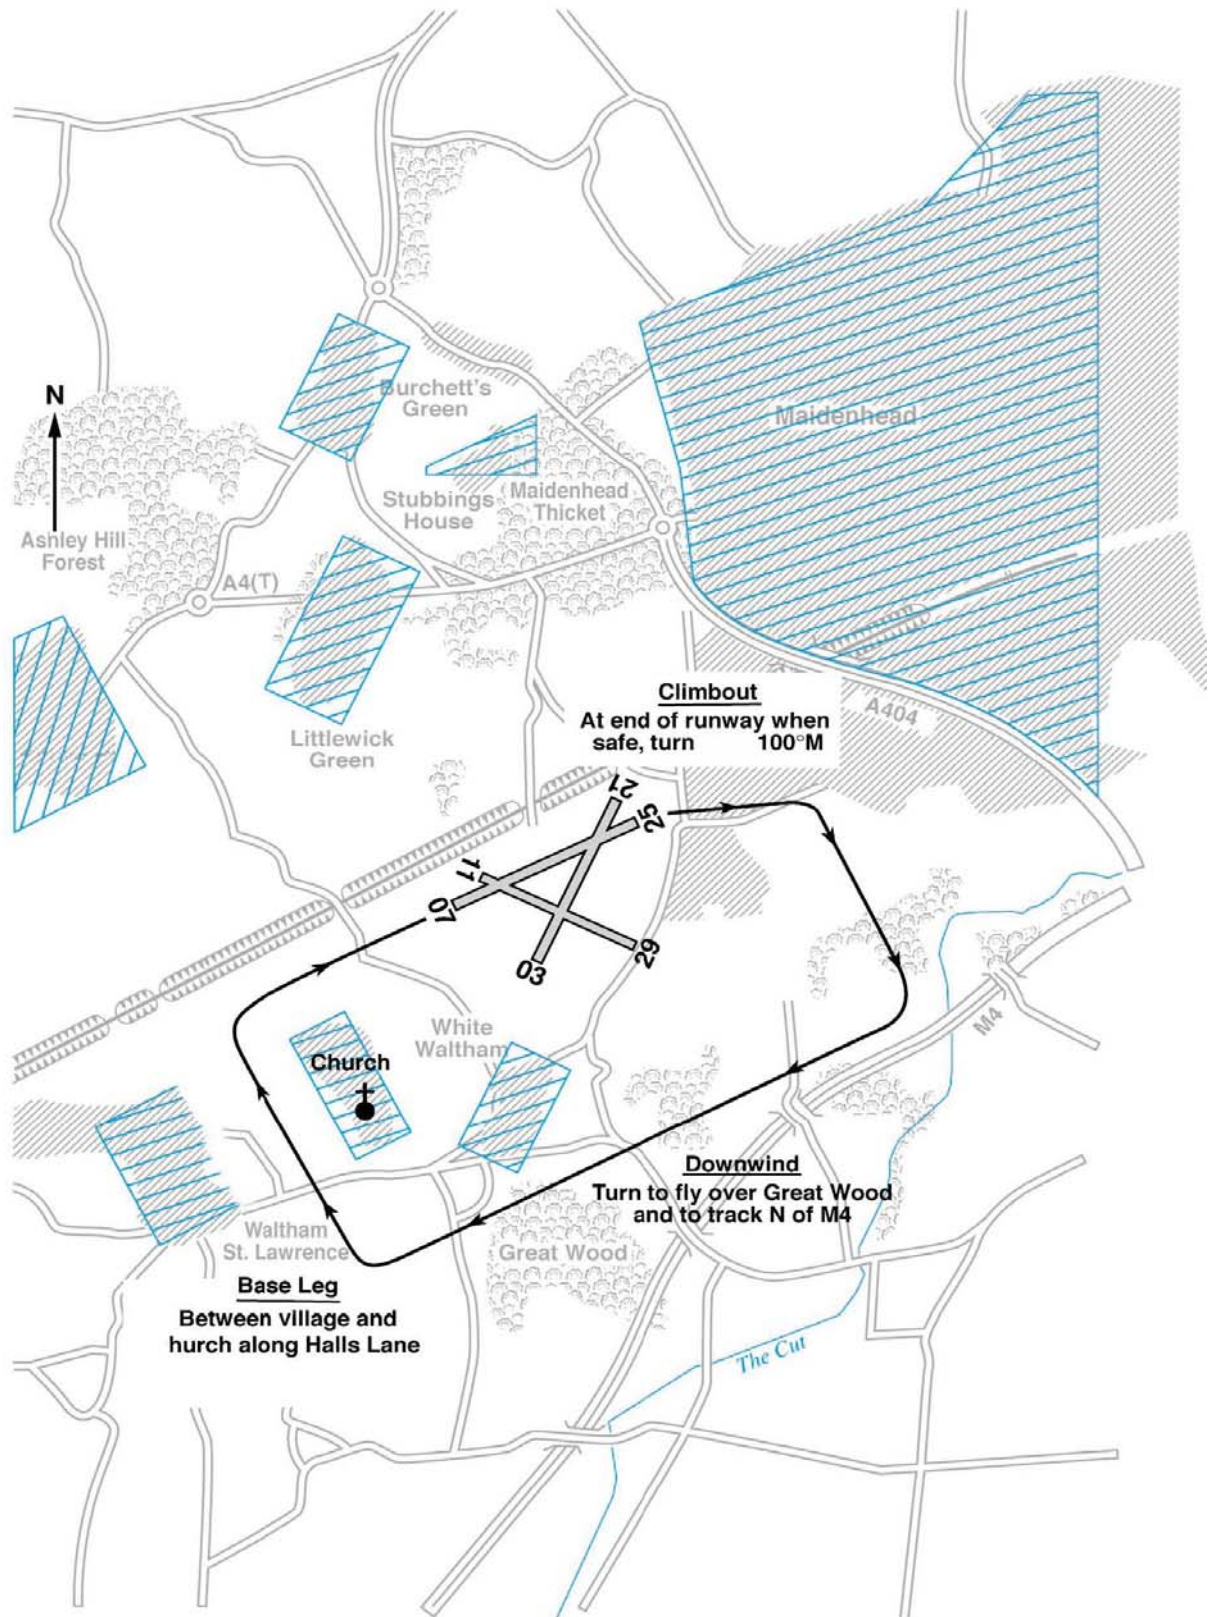 Maidenhead
N
Burchett's
Green
Stubbings
House
Maidenhead
Thicket
Ashley Hill
Forest
A4(T)
Climbout
At end of runway when
safe, turn 100°M
A404
Littlewick
Green
21
25
11
07
29
03
M4
White
Waltham
Church
Downwind
Turn to fly over Great Wood
and to track N of M4
Waltham
St. Lawrence
Great Wood
Base Leg
Between village and
hurch along Halls Lane
The Cut